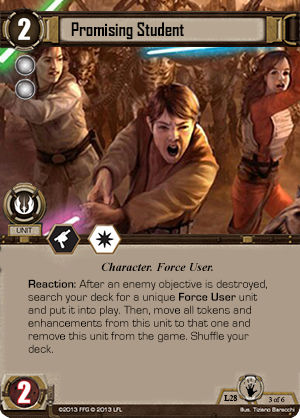 2
Promising Student
UNIT
Character. Force User.
Reaction: After an enemy objective is destroyed,
search your deck for a unique Force User unit
and put it into play. Then, move all tokens and
enhancements from this unit to that one and
remove this unit from the game. Shuffle your
deck.
2
©2013 FFG © 2013 LFL
L28
3 of 6
Illus. Tiziano Baracchi